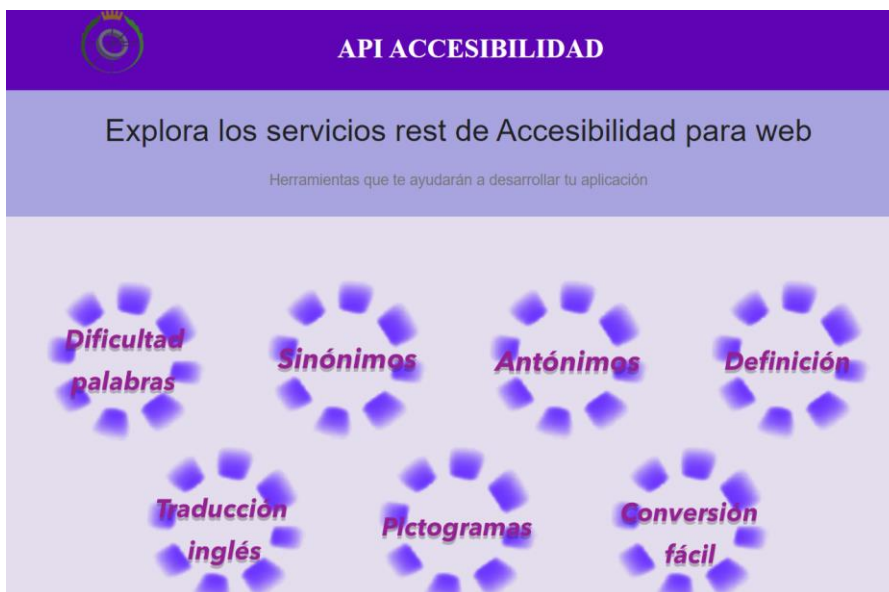 API ACCESIBILIDAD
Explora los servicios rest de Accesibilidad para web
Herramientas que te ayudarán a desarrollar tu aplicación
Dificultad
palabras
Sinónimos
Antónimos
Definición
Traducción
inglés
Pictogramas
Conversión
fácil